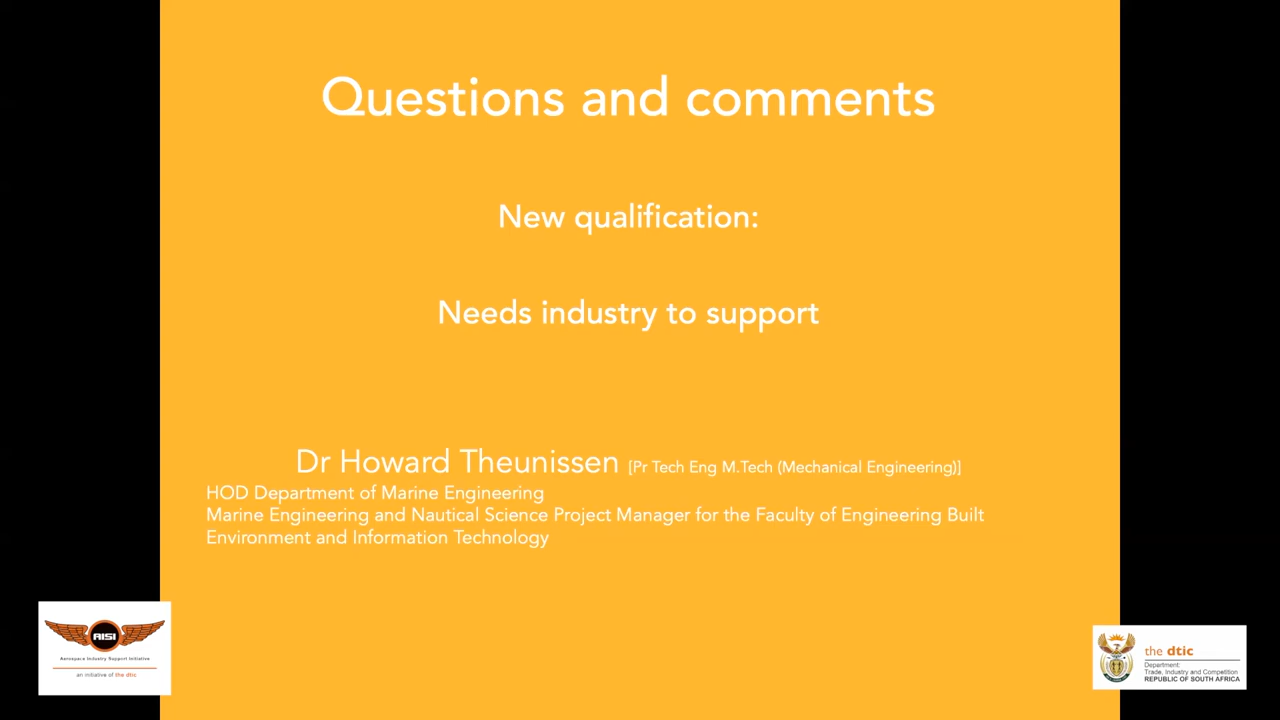 Questions and comments
New qualification:
Needs industry to support
Dr Howard Theunissen [Pr Tech Eng M.Tech (Mechanical Engineering)]
HOD Department of Marine Engineering
Marine Engineering and Nautical Science Project Manager for the Faculty of Engineering Built
Environment and Information Technology
AISI
Aerospace Industry Support Initiative
an initiative of the dtic
the dtic
Department:
Trade, Industry and Competition
REPUBLIC OF SOUTH AFRICA